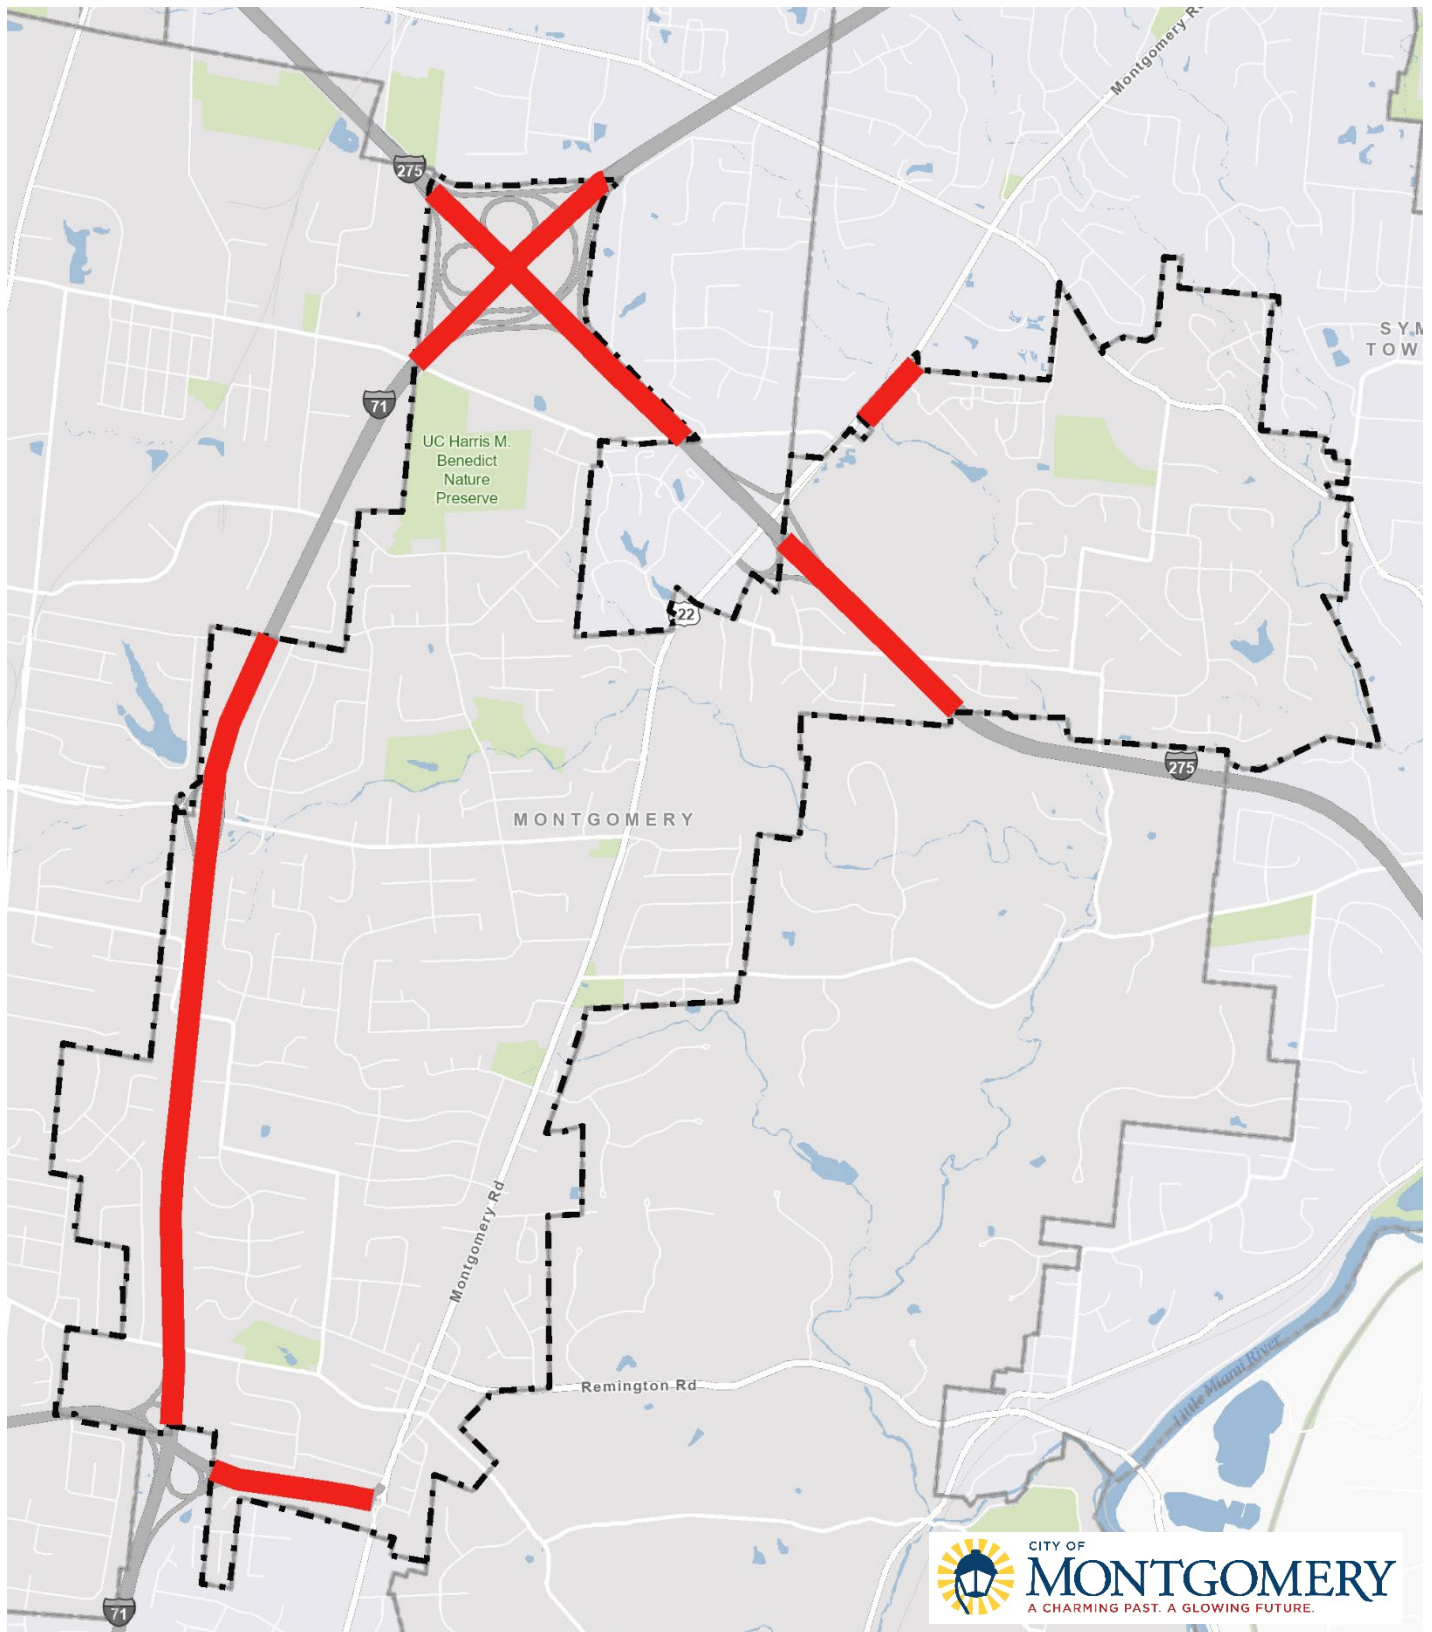 Montgomery Rd
275
SYM
TOW
71
UC Harris M.
Benedict
Nature
Preserve
22
275
MONTGOMERY
Montgomery Rd
Remington Rd
Little Miami River
CITY OF
MONTGOMERY
A CHARMING PAST. A GLOWING FUTURE.
71